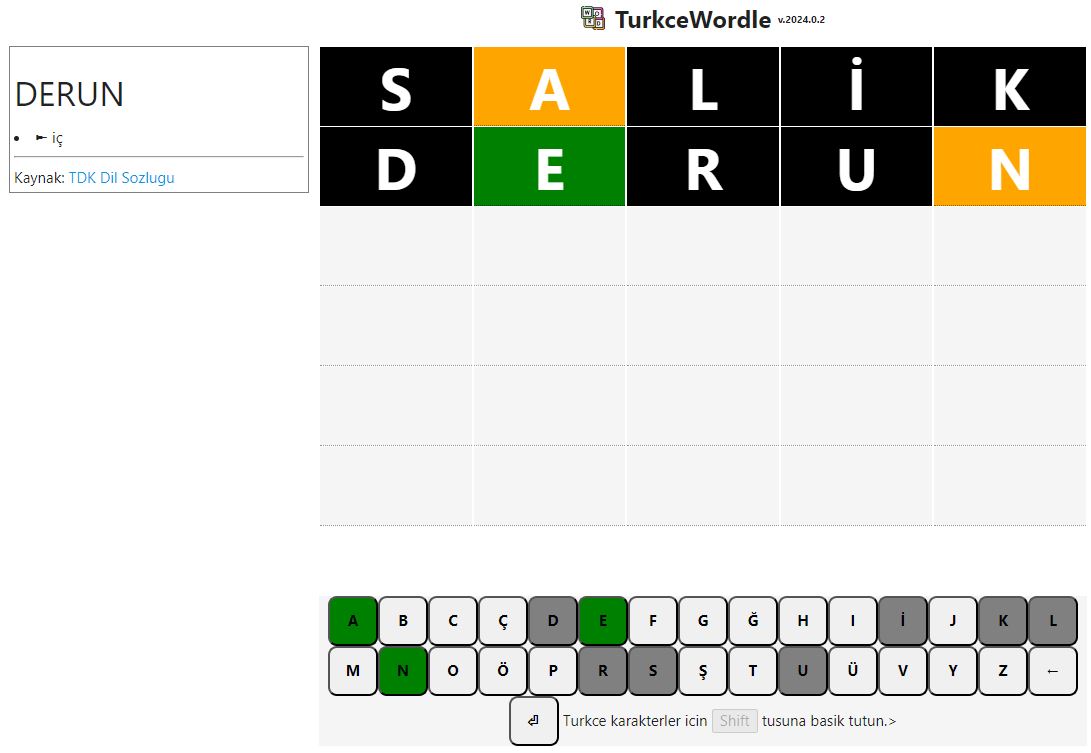 TurkceWordle v.2024.0.2
DERUN
• ► iç
Kaynak: TDK Dil Sozlugu
S A L İ K
D E R U N
A B C Ç D E F G Ğ H I İ J K L
M N O Ö P R S Ş T U Ü V Y Z ←
⏎ Turkce karakterler icin Shift tusuna basik tutun.>